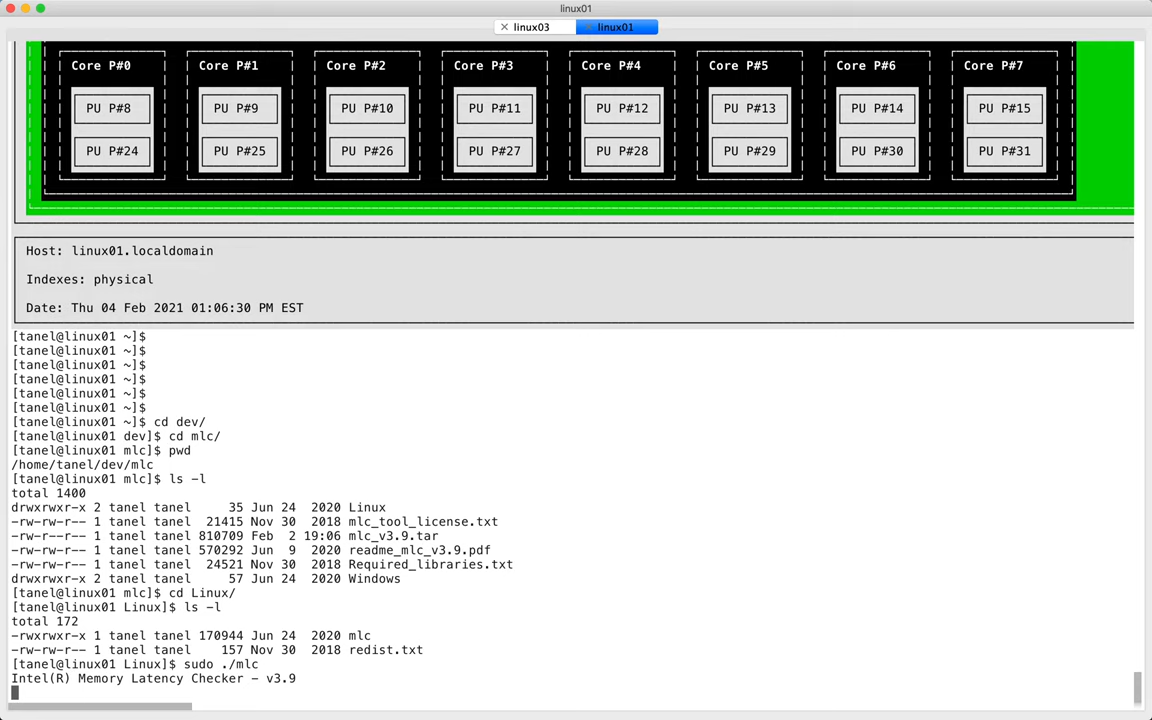 linux01
× linux03
linux01
Core P#0 Core P#1 Core P#2 Core P#3 Core P#4 Core P#5 Core P#6 Core P#7
PU P#8 PU P#9 PU P#10 PU P#11 PU P#12 PU P#13 PU P#14 PU P#15
PU P#24 PU P#25 PU P#26 PU P#27 PU P#28 PU P#29 PU P#30 PU P#31
Host: linux01.localdomain
Indexes: physical
Date: Thu 04 Feb 2021 01:06:30 PM EST
[tanel@linux01 ~]$
[tanel@linux01 ~]$
[tanel@linux01 ~]$
[tanel@linux01 ~]$
[tanel@linux01 ~]$
[tanel@linux01 ~]$
[tanel@linux01 ~]$ cd dev/
[tanel@linux01 dev]$ cd mlc/
[tanel@linux01 mlc]$ pwd
/home/tanel/dev/mlc
[tanel@linux01 mlc]$ ls -l
total 1400
drwxrwxr-x 2 tanel tanel     35 Jun 24  2020 Linux
-rw-rw-r-- 1 tanel tanel  21415 Nov 30  2018 mlc_tool_license.txt
-rw-r--r-- 1 tanel tanel 810709 Feb  2 19:06 mlc_v3.9.tar
-rw-rw-r-- 1 tanel tanel 570292 Jun  9  2020 readme_mlc_v3.9.pdf
-rw-rw-r-- 1 tanel tanel  24521 Nov 30  2018 Required_libraries.txt
drwxrwxr-x 2 tanel tanel     57 Jun 24  2020 Windows
[tanel@linux01 mlc]$ cd Linux/
[tanel@linux01 Linux]$ ls -l
total 172
-rwxrwxr-x 1 tanel tanel 170944 Jun 24  2020 mlc
-rw-rw-r-- 1 tanel tanel    157 Nov 30  2018 redist.txt
[tanel@linux01 Linux]$ sudo ./mlc
Intel(R) Memory Latency Checker - v3.9